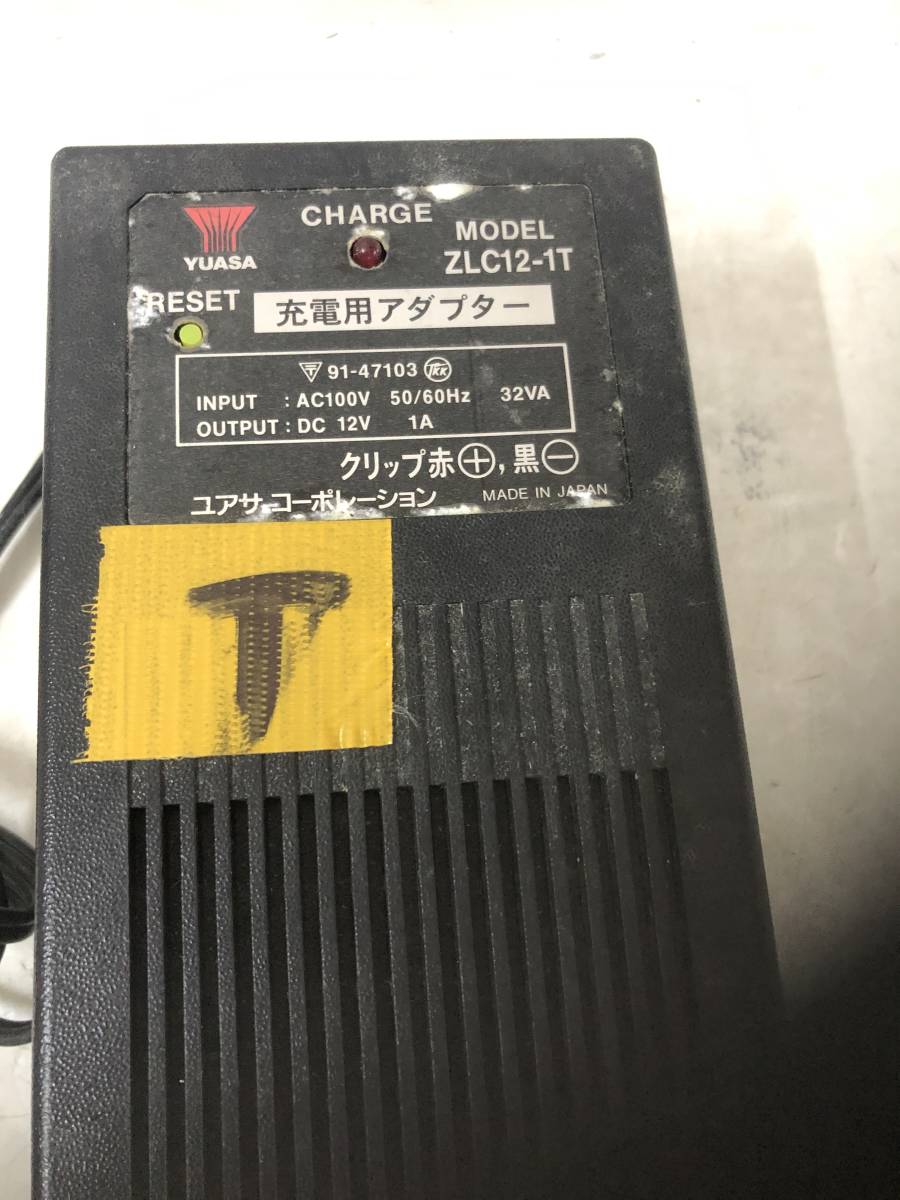 YUASA
CHARGE
MODEL
ZLC12-1T
RESET
充電用アダプター
〒 91-47103 TKK
INPUT : AC100V 50/60Hz 32VA
OUTPUT : DC 12V 1A
クリップ赤⊕, 黒⊖
ユアサコーポレーション
MADE IN JAPAN
T